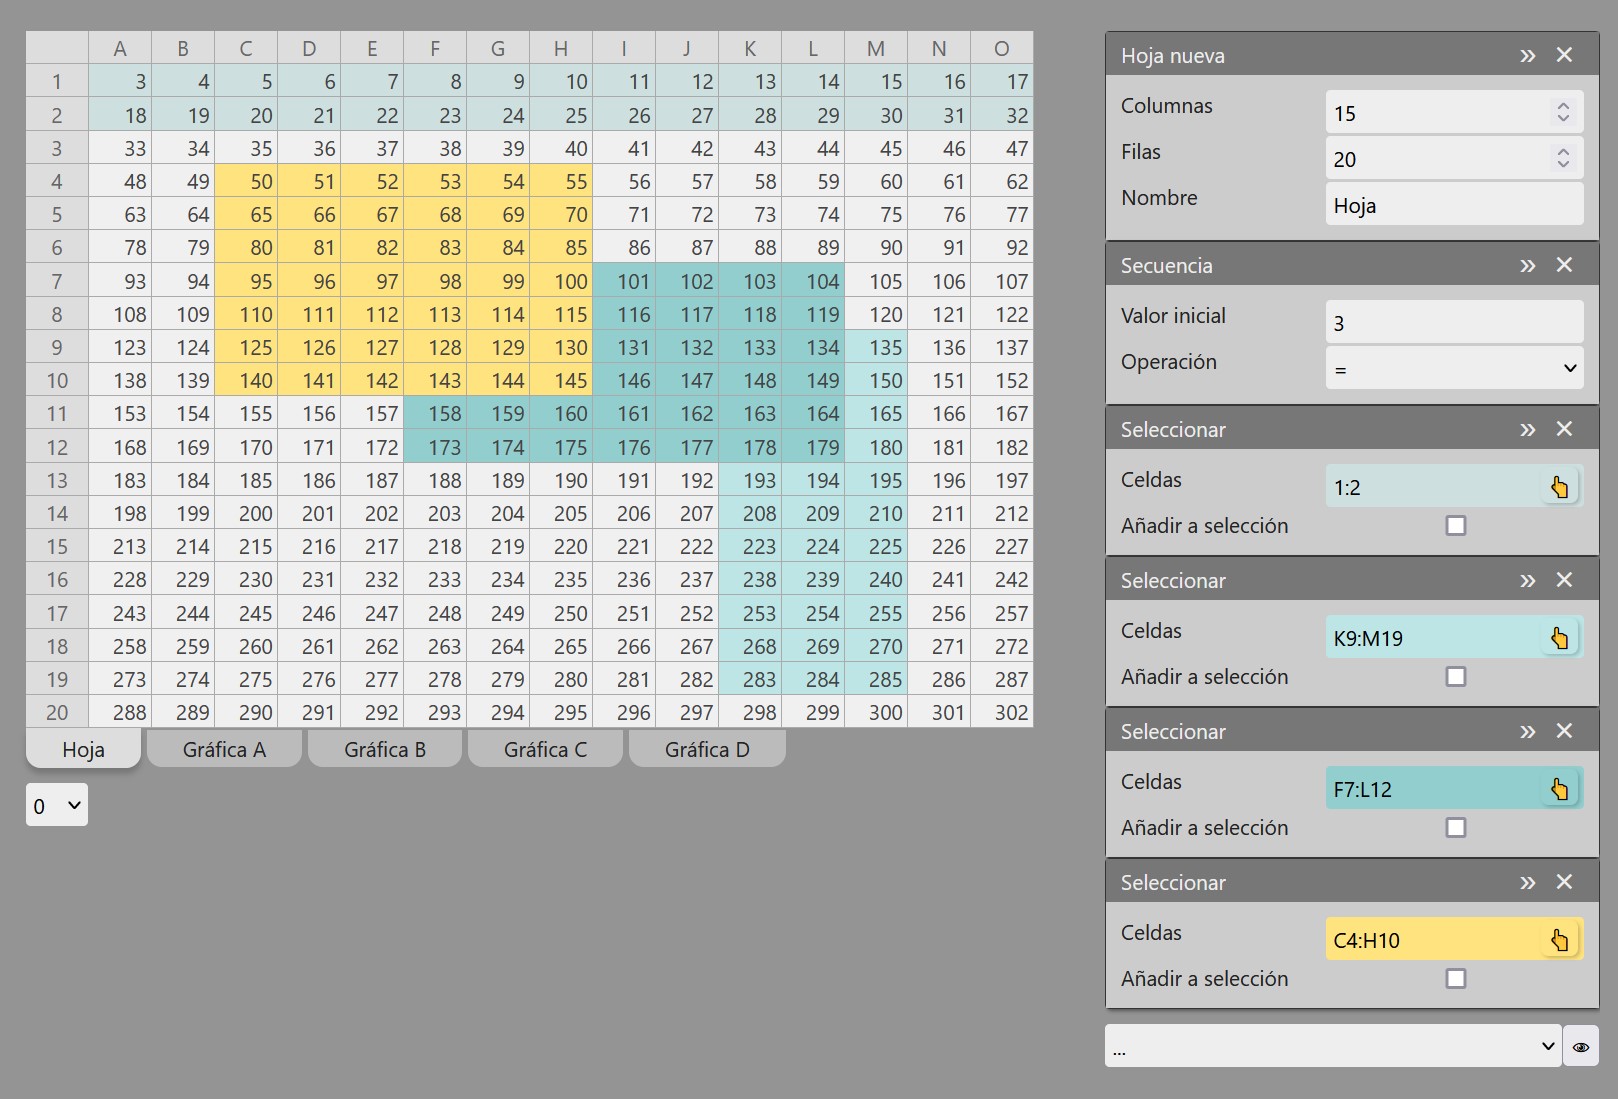 A B C D E F G H I J K L M N O
1 3 4 5 6 7 8 9 10 11 12 13 14 15 16 17
2 18 19 20 21 22 23 24 25 26 27 28 29 30 31 32
3 33 34 35 36 37 38 39 40 41 42 43 44 45 46 47
4 48 49 50 51 52 53 54 55 56 57 58 59 60 61 62
5 63 64 65 66 67 68 69 70 71 72 73 74 75 76 77
6 78 79 80 81 82 83 84 85 86 87 88 89 90 91 92
7 93 94 95 96 97 98 99 100 101 102 103 104 105 106 107
8 108 109 110 111 112 113 114 115 116 117 118 119 120 121 122
9 123 124 125 126 127 128 129 130 131 132 133 134 135 136 137
10 138 139 140 141 142 143 144 145 146 147 148 149 150 151 152
11 153 154 155 156 157 158 159 160 161 162 163 164 165 166 167
12 168 169 170 171 172 173 174 175 176 177 178 179 180 181 182
13 183 184 185 186 187 188 189 190 191 192 193 194 195 196 197
14 198 199 200 201 202 203 204 205 206 207 208 209 210 211 212
15 213 214 215 216 217 218 219 220 221 222 223 224 225 226 227
16 228 229 230 231 232 233 234 235 236 237 238 239 240 241 242
17 243 244 245 246 247 248 249 250 251 252 253 254 255 256 257
18 258 259 260 261 262 263 264 265 266 267 268 269 270 271 272
19 273 274 275 276 277 278 279 280 281 282 283 284 285 286 287
20 288 289 290 291 292 293 294 295 296 297 298 299 300 301 302
Hoja Gráfica A Gráfica B Gráfica C Gráfica D
0
Hoja nueva » ✕
Columnas 15
Filas 20
Nombre Hoja
Secuencia » ✕
Valor inicial 3
Operación =
Seleccionar » ✕
Celdas 1:2
Añadir a selección
Seleccionar » ✕
Celdas K9:M19
Añadir a selección
Seleccionar » ✕
Celdas F7:L12
Añadir a selección
Seleccionar » ✕
Celdas C4:H10
Añadir a selección
...